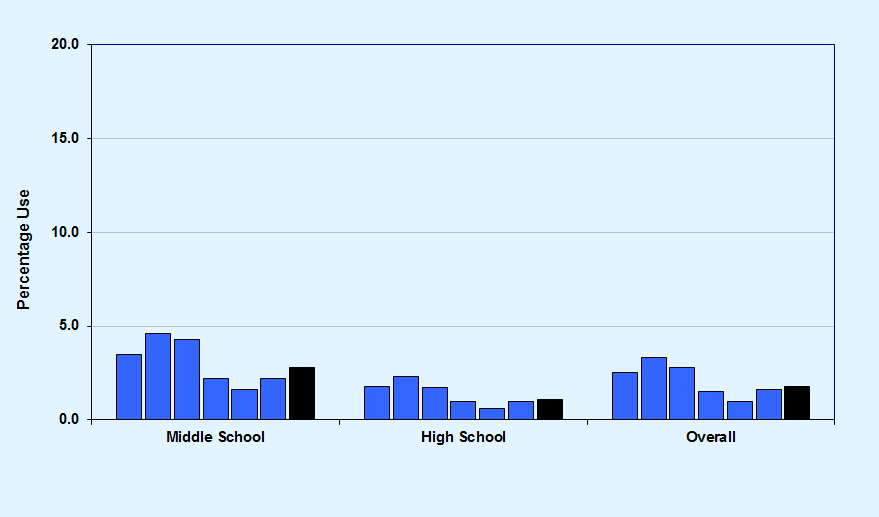 20.0
15.0
10.0
5.0
0.0
Percentage Use
Middle School
High School
Overall